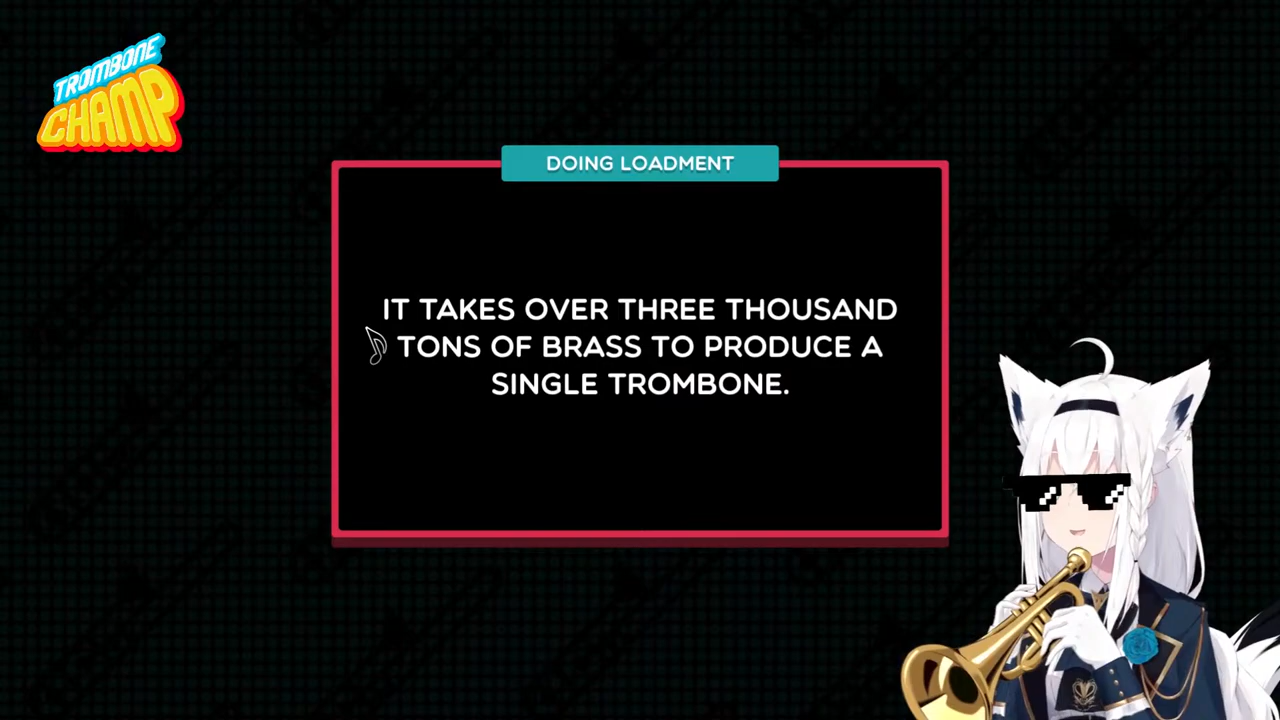 TROMBONE
CHAMP
DOING LOADMENT
IT TAKES OVER THREE THOUSAND
TONS OF BRASS TO PRODUCE A
SINGLE TROMBONE.